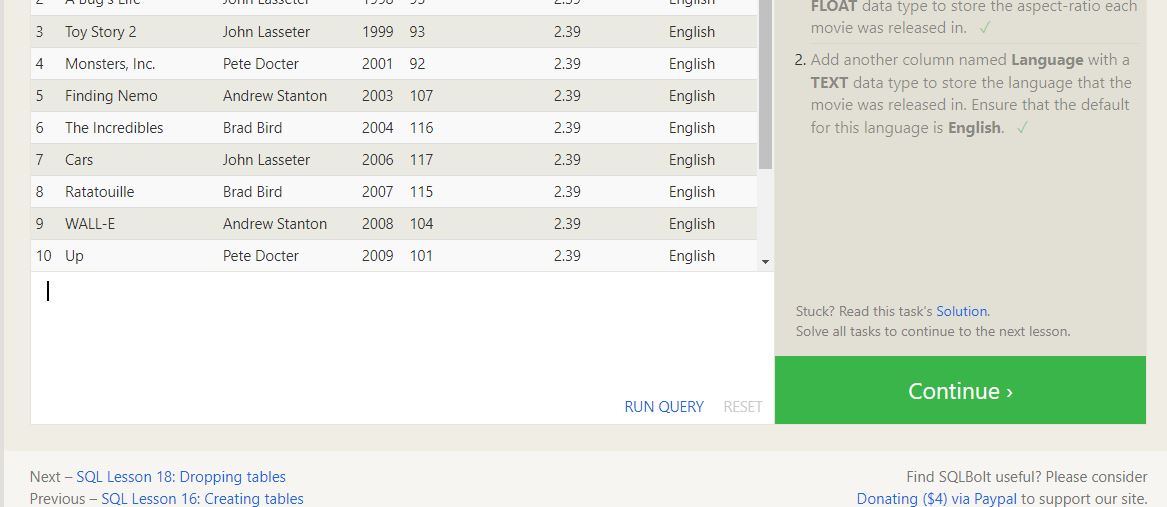 2 A Bug's Life John Lasseter 1998 95 2.39 English
3 Toy Story 2 John Lasseter 1999 93 2.39 English
4 Monsters, Inc. Pete Docter 2001 92 2.39 English
5 Finding Nemo Andrew Stanton 2003 107 2.39 English
6 The Incredibles Brad Bird 2004 116 2.39 English
7 Cars John Lasseter 2006 117 2.39 English
8 Ratatouille Brad Bird 2007 115 2.39 English
9 WALL-E Andrew Stanton 2008 104 2.39 English
10 Up Pete Docter 2009 101 2.39 English
RUN QUERY RESET
FLOAT data type to store the aspect-ratio each
movie was released in. ✓
2. Add another column named Language with a
TEXT data type to store the language that the
movie was released in. Ensure that the default
for this language is English. ✓
Stuck? Read this task's Solution.
Solve all tasks to continue to the next lesson.
Continue ›
Next – SQL Lesson 18: Dropping tables
Previous – SQL Lesson 16: Creating tables
Find SQLBolt useful? Please consider
Donating ($4) via Paypal to support our site.